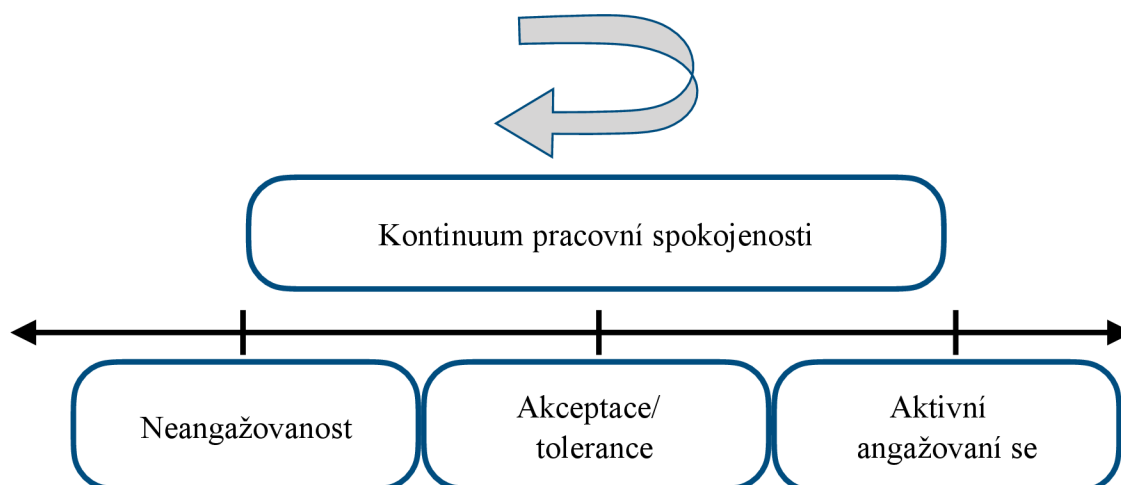 Kontinuum pracovní spokojenosti
Neangažovanost
Akceptace/
tolerance
Aktivní
angažovaní se